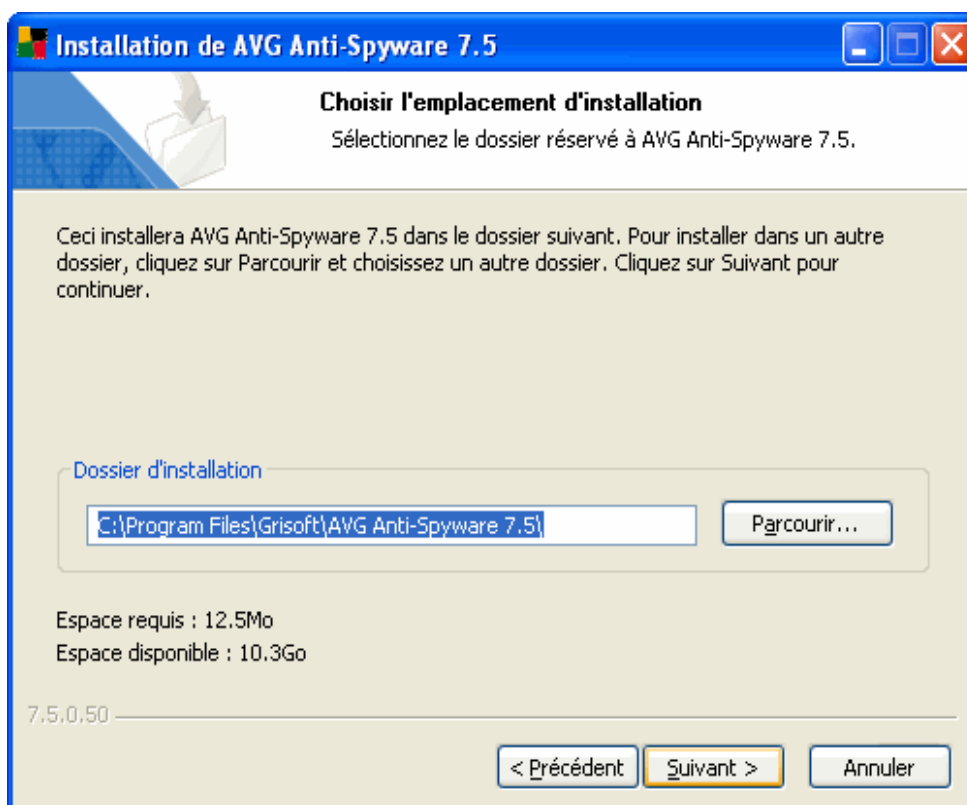 Installation de AVG Anti-Spyware 7.5
Choisir l'emplacement d'installation
Sélectionnez le dossier réservé à AVG Anti-Spyware 7.5.
Ceci installera AVG Anti-Spyware 7.5 dans le dossier suivant. Pour installer dans un autre
dossier, cliquez sur Parcourir et choisissez un autre dossier. Cliquez sur Suivant pour
continuer.
Dossier d'installation
C:\Program Files\Grisoft\AVG Anti-Spyware 7.5\
Parcourir...
Espace requis : 12.5Mo
Espace disponible : 10.3Go
7.5.0.50
< Précédent
Suivant >
Annuler